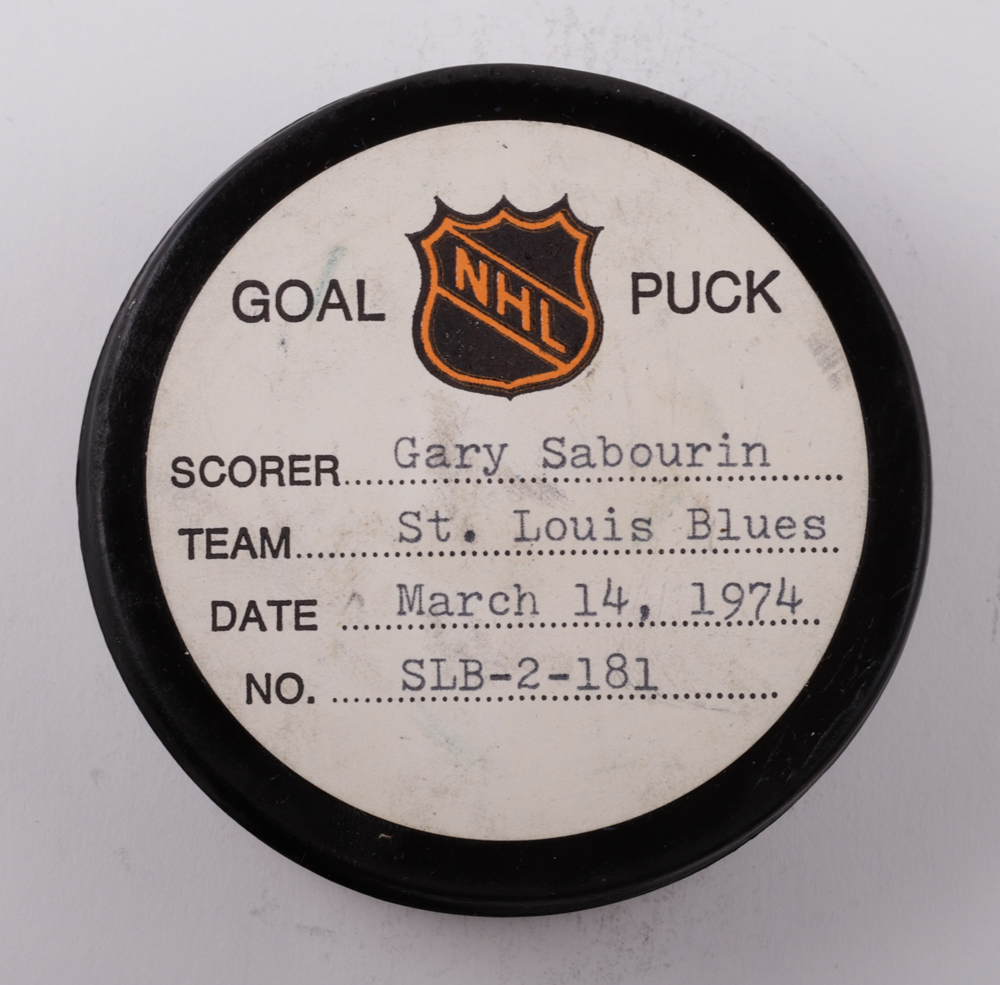 GOAL NHL PUCK
SCORER.......... Gary Sabourin
TEAM.......... St. Louis Blues
DATE .......... March 14, 1974
NO. .......... SLB-2-181